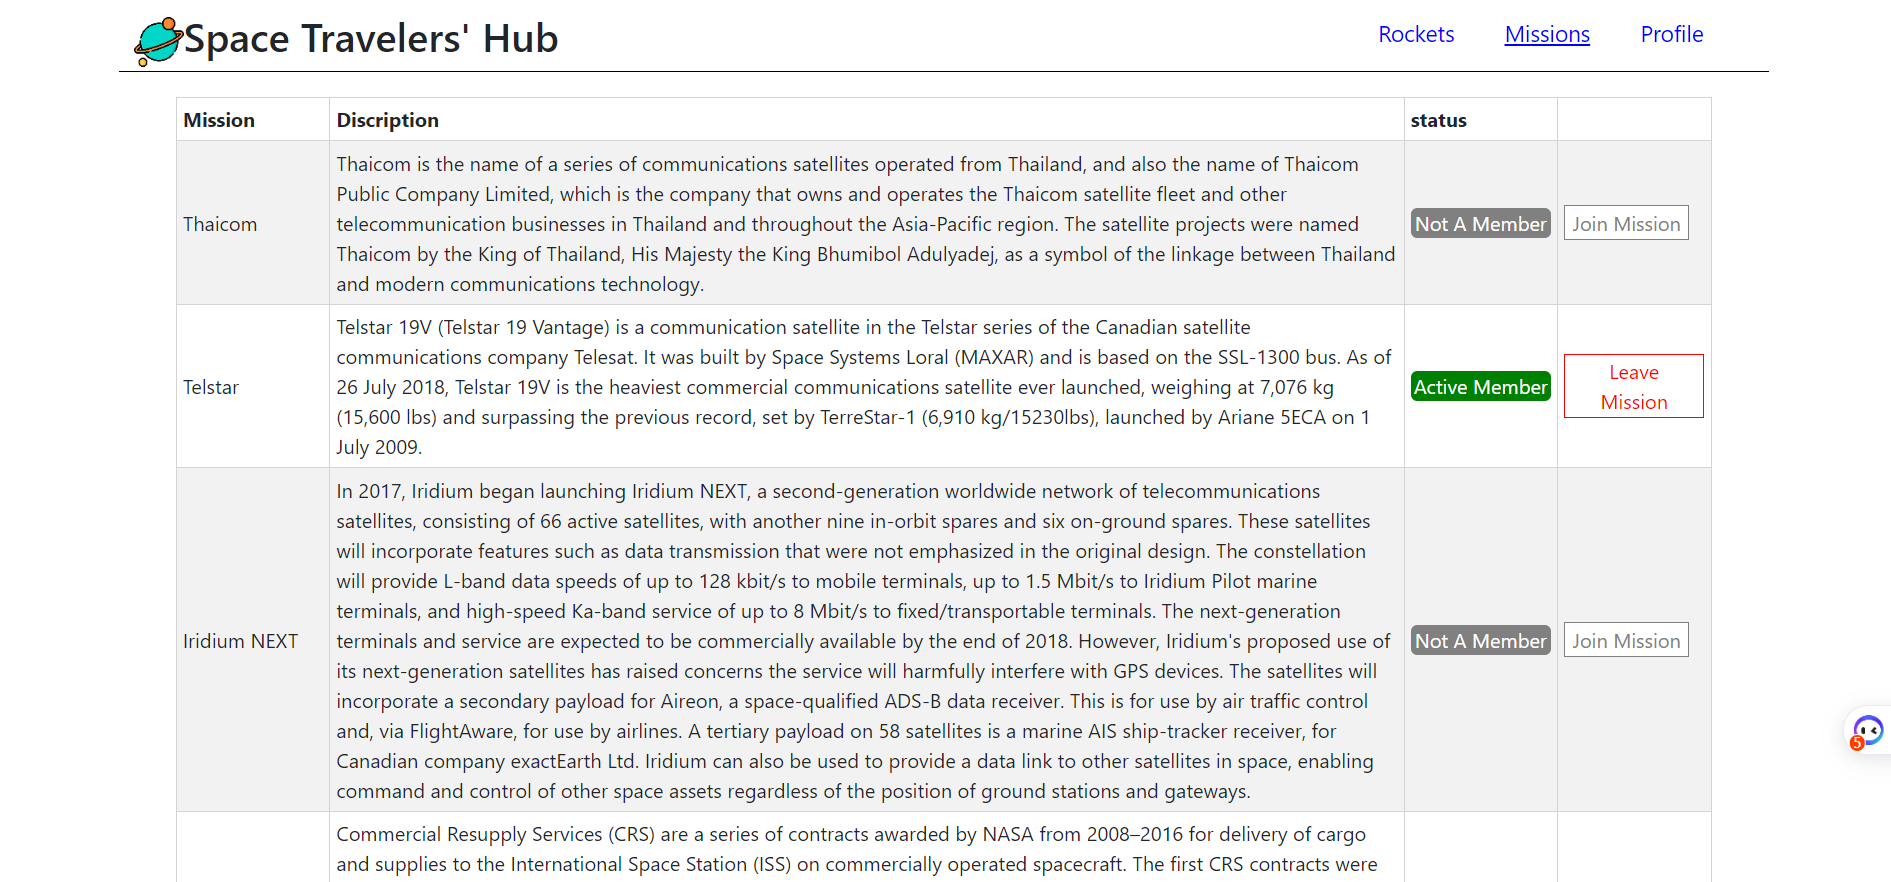 Space Travelers' Hub
Rockets
Missions
Profile
Mission
Discription
status
Thaicom
Thaicom is the name of a series of communications satellites operated from Thailand, and also the name of Thaicom
Public Company Limited, which is the company that owns and operates the Thaicom satellite fleet and other
telecommunication businesses in Thailand and throughout the Asia-Pacific region. The satellite projects were named
Thaicom by the King of Thailand, His Majesty the King Bhumibol Adulyadej, as a symbol of the linkage between Thailand
and modern communications technology.
Not A Member
Join Mission
Telstar
Telstar 19V (Telstar 19 Vantage) is a communication satellite in the Telstar series of the Canadian satellite
communications company Telesat. It was built by Space Systems Loral (MAXAR) and is based on the SSL-1300 bus. As of
26 July 2018, Telstar 19V is the heaviest commercial communications satellite ever launched, weighing at 7,076 kg
(15,600 lbs) and surpassing the previous record, set by TerreStar-1 (6,910 kg/15230lbs), launched by Ariane 5ECA on 1
July 2009.
Active Member
Leave
Mission
Iridium NEXT
In 2017, Iridium began launching Iridium NEXT, a second-generation worldwide network of telecommunications
satellites, consisting of 66 active satellites, with another nine in-orbit spares and six on-ground spares. These satellites
will incorporate features such as data transmission that were not emphasized in the original design. The constellation
will provide L-band data speeds of up to 128 kbit/s to mobile terminals, up to 1.5 Mbit/s to Iridium Pilot marine
terminals, and high-speed Ka-band service of up to 8 Mbit/s to fixed/transportable terminals. The next-generation
terminals and service are expected to be commercially available by the end of 2018. However, Iridium's proposed use of
its next-generation satellites has raised concerns the service will harmfully interfere with GPS devices. The satellites will
incorporate a secondary payload for Aireon, a space-qualified ADS-B data receiver. This is for use by air traffic control
and, via FlightAware, for use by airlines. A tertiary payload on 58 satellites is a marine AIS ship-tracker receiver, for
Canadian company exactEarth Ltd. Iridium can also be used to provide a data link to other satellites in space, enabling
command and control of other space assets regardless of the position of ground stations and gateways.
Not A Member
Join Mission
5
Commercial Resupply Services (CRS) are a series of contracts awarded by NASA from 2008–2016 for delivery of cargo
and supplies to the International Space Station (ISS) on commercially operated spacecraft. The first CRS contracts were